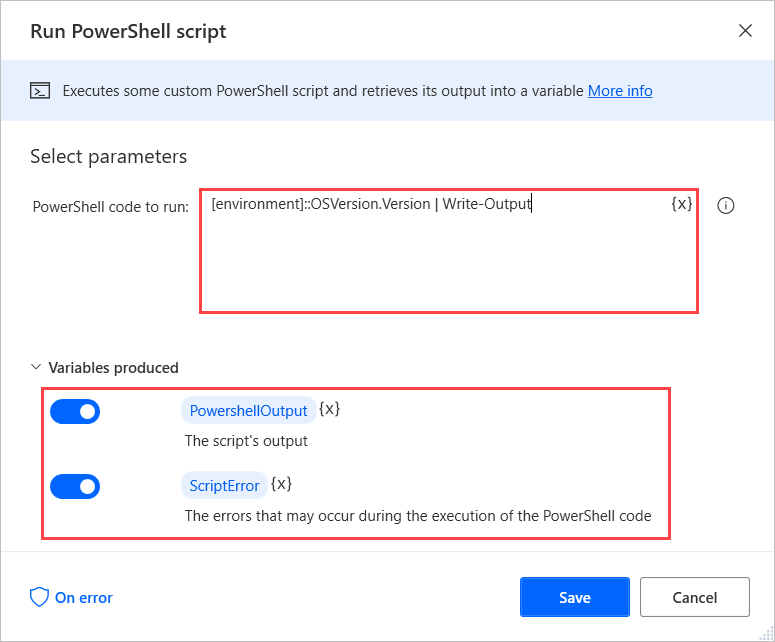 Run PowerShell script
Executes some custom PowerShell script and retrieves its output into a variable More info
Select parameters
PowerShell code to run:
[environment]::OSVersion.Version | Write-Output
{x}
Variables produced
PowershellOutput {x}
The script's output
ScriptError {x}
The errors that may occur during the execution of the PowerShell code
On error
Save
Cancel